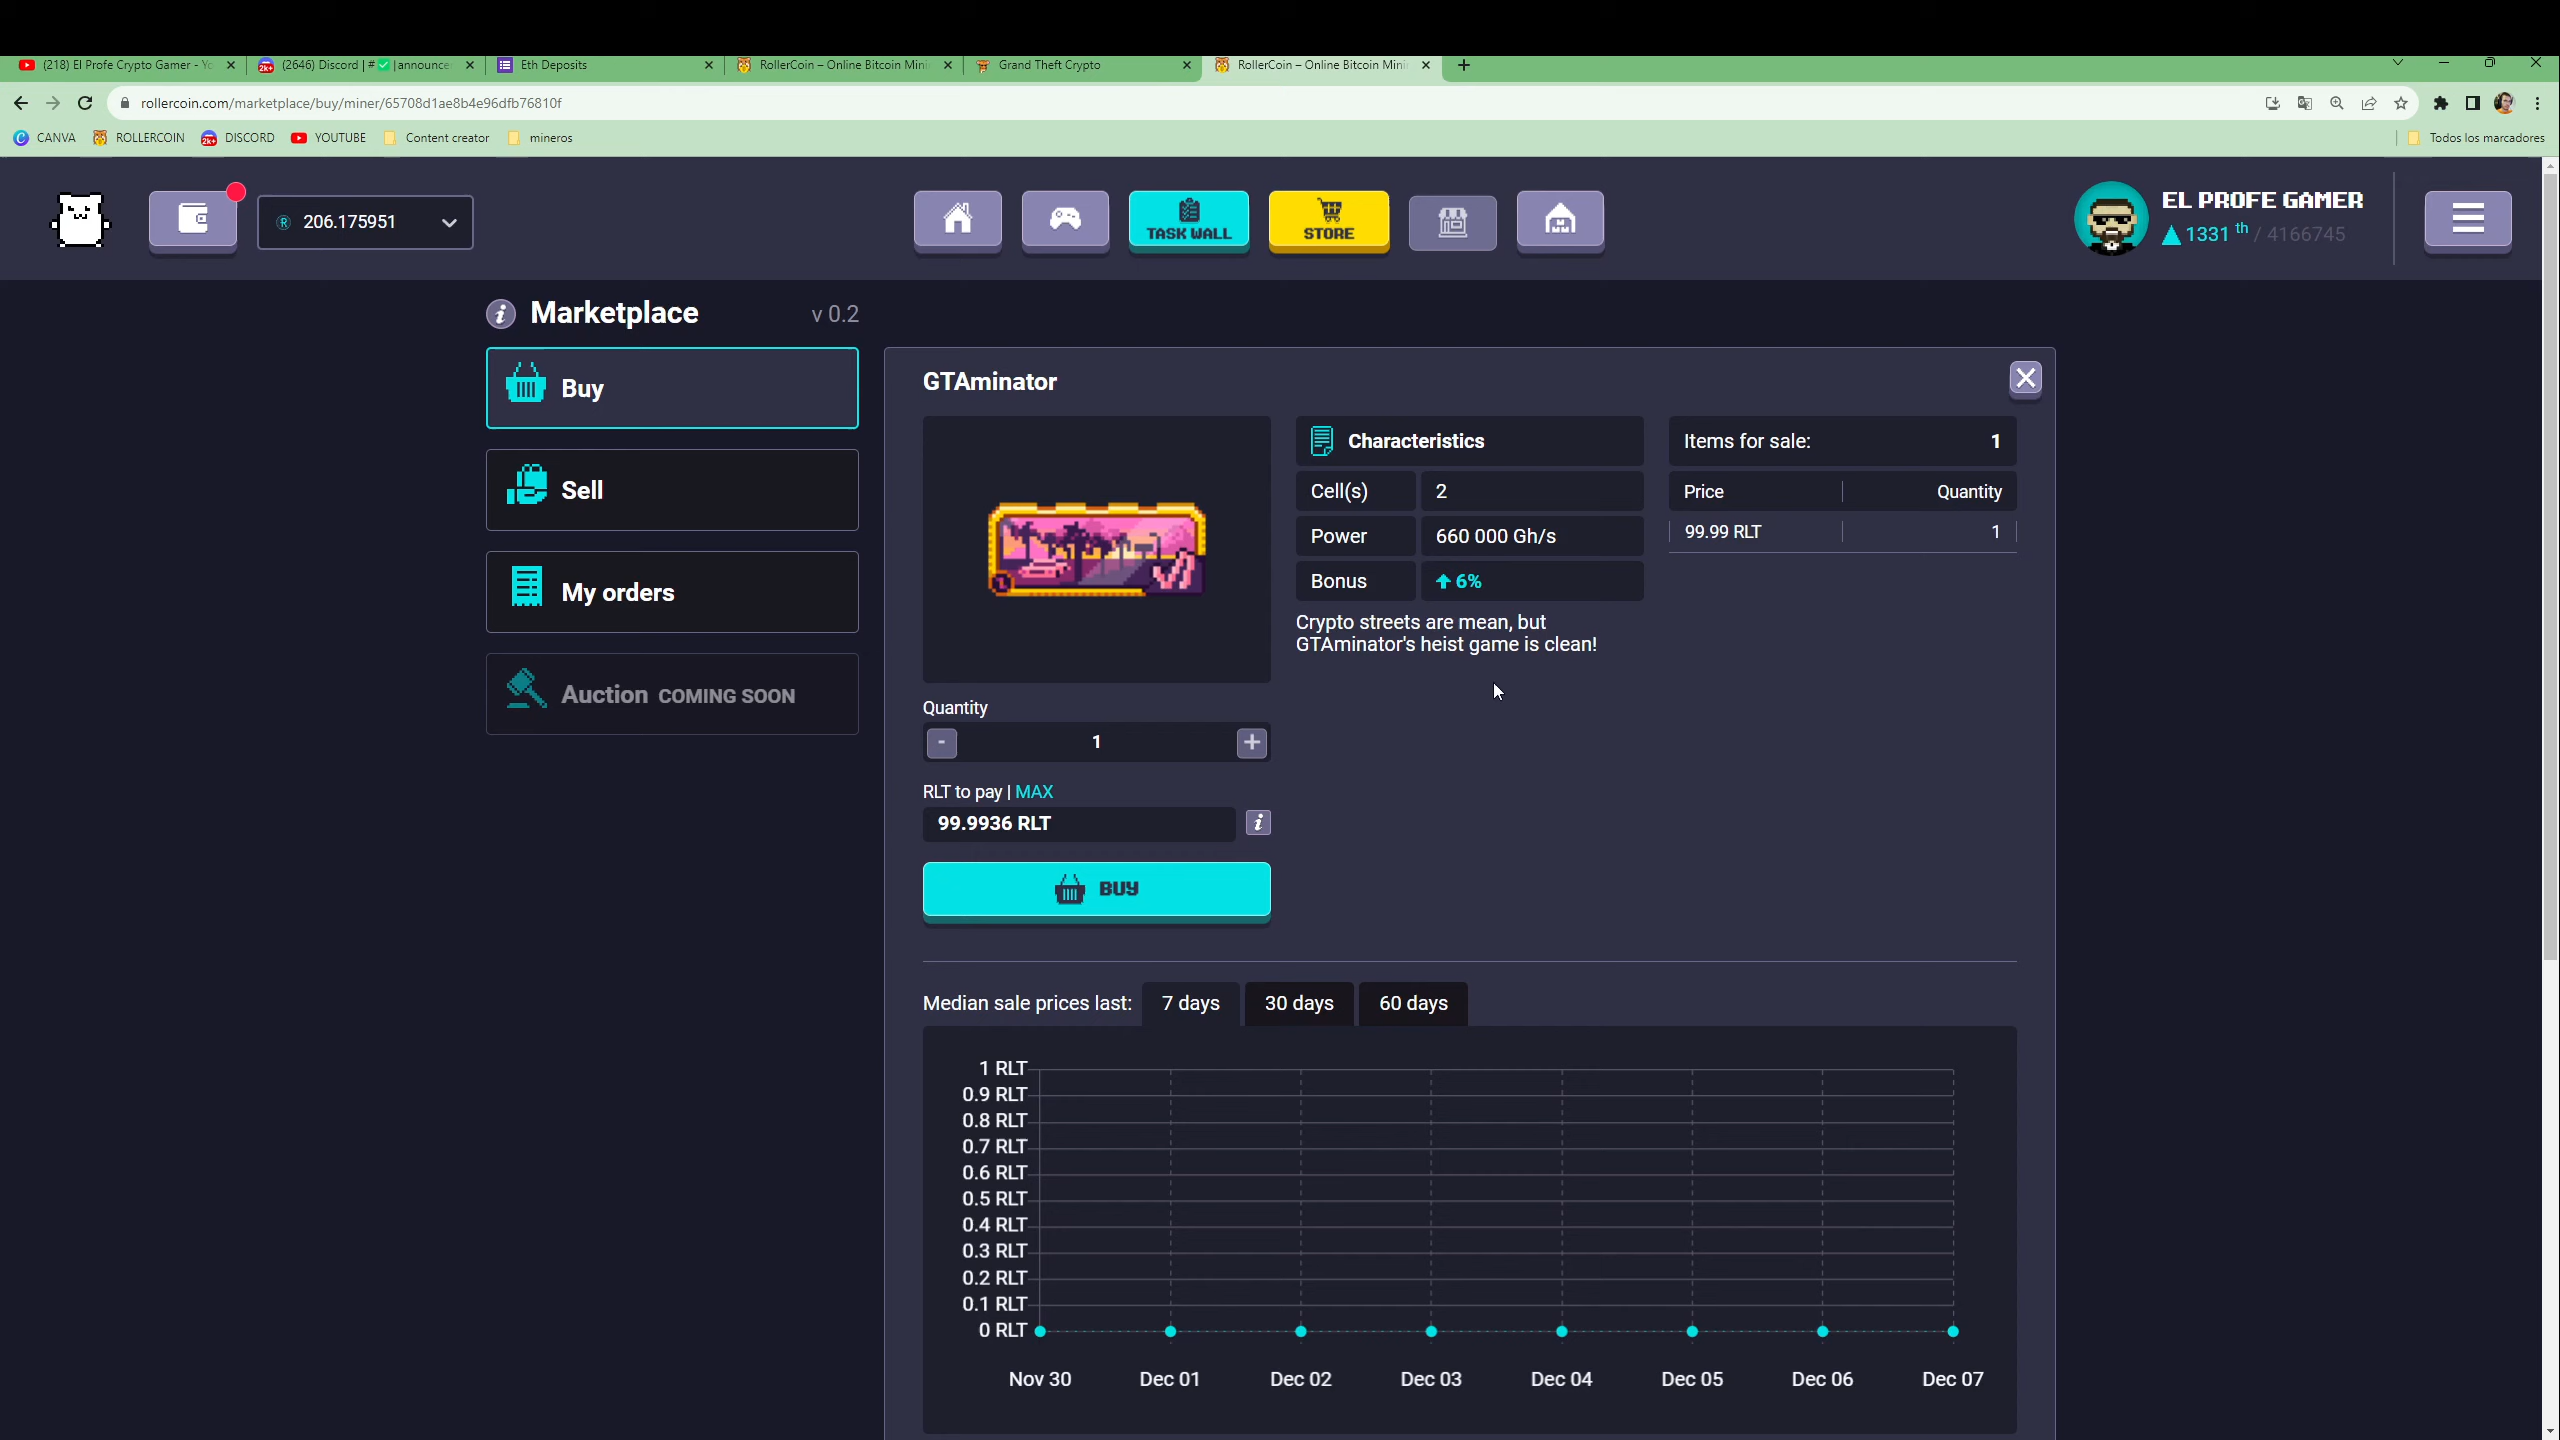 (218) El Profe Crypto Gamer - Yo
(2646) Discord | #✅|announce
Eth Deposits
RollerCoin – Online Bitcoin Mini
Grand Theft Crypto
RollerCoin – Online Bitcoin Mini
rollercoin.com/marketplace/buy/miner/65708d1ae8b4e96dfb76810f
CANVA
ROLLERCOIN
DISCORD
YOUTUBE
Content creator
mineros
Todos los marcadores
206.175951
TASK WALL
STORE
EL PROFE GAMER
1331 th / 4166745
Marketplace v 0.2
Buy
Sell
My orders
Auction COMING SOON
GTAminator
Characteristics
Cell(s) 2
Power 660 000 Gh/s
Bonus 6%
Crypto streets are mean, but
GTAminator's heist game is clean!
Items for sale: 1
Price Quantity
99.99 RLT 1
Quantity
- 1 +
RLT to pay | MAX
99.9936 RLT
BUY
Median sale prices last: 7 days 30 days 60 days
1 RLT
0.9 RLT
0.8 RLT
0.7 RLT
0.6 RLT
0.5 RLT
0.4 RLT
0.3 RLT
0.2 RLT
0.1 RLT
0 RLT
Nov 30 Dec 01 Dec 02 Dec 03 Dec 04 Dec 05 Dec 06 Dec 07